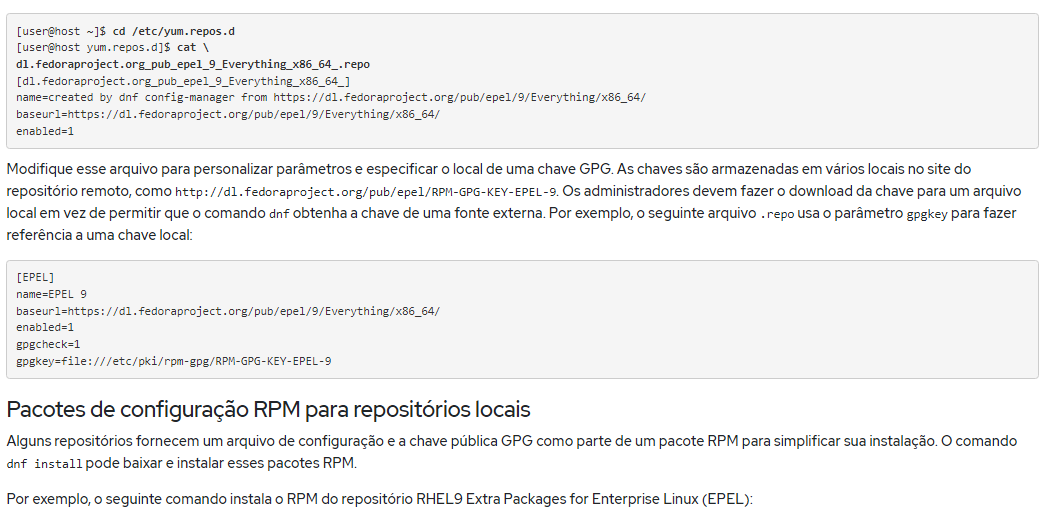 [user@host ~]$ cd /etc/yum.repos.d
[user@host yum.repos.d]$ cat \
dl.fedoraproject.org_pub_epel_9_Everything_x86_64_.repo
[dl.fedoraproject.org_pub_epel_9_Everything_x86_64_]
name=created by dnf config-manager from https://dl.fedoraproject.org/pub/epel/9/Everything/x86_64/
baseurl=https://dl.fedoraproject.org/pub/epel/9/Everything/x86_64/
enabled=1
Modifique esse arquivo para personalizar parâmetros e especificar o local de uma chave GPG. As chaves são armazenadas em vários locais no site do
repositório remoto, como http://dl.fedoraproject.org/pub/epel/RPM-GPG-KEY-EPEL-9. Os administradores devem fazer o download da chave para um arquivo
local em vez de permitir que o comando dnf obtenha a chave de uma fonte externa. Por exemplo, o seguinte arquivo .repo usa o parâmetro gpgkey para fazer
referência a uma chave local:
[EPEL]
name=EPEL 9
baseurl=https://dl.fedoraproject.org/pub/epel/9/Everything/x86_64/
enabled=1
gpgcheck=1
gpgkey=file:///etc/pki/rpm-gpg/RPM-GPG-KEY-EPEL-9
Pacotes de configuração RPM para repositórios locais
Alguns repositórios fornecem um arquivo de configuração e a chave pública GPG como parte de um pacote RPM para simplificar sua instalação. O comando
dnf install pode baixar e instalar esses pacotes RPM.
Por exemplo, o seguinte comando instala o RPM do repositório RHEL9 Extra Packages for Enterprise Linux (EPEL):